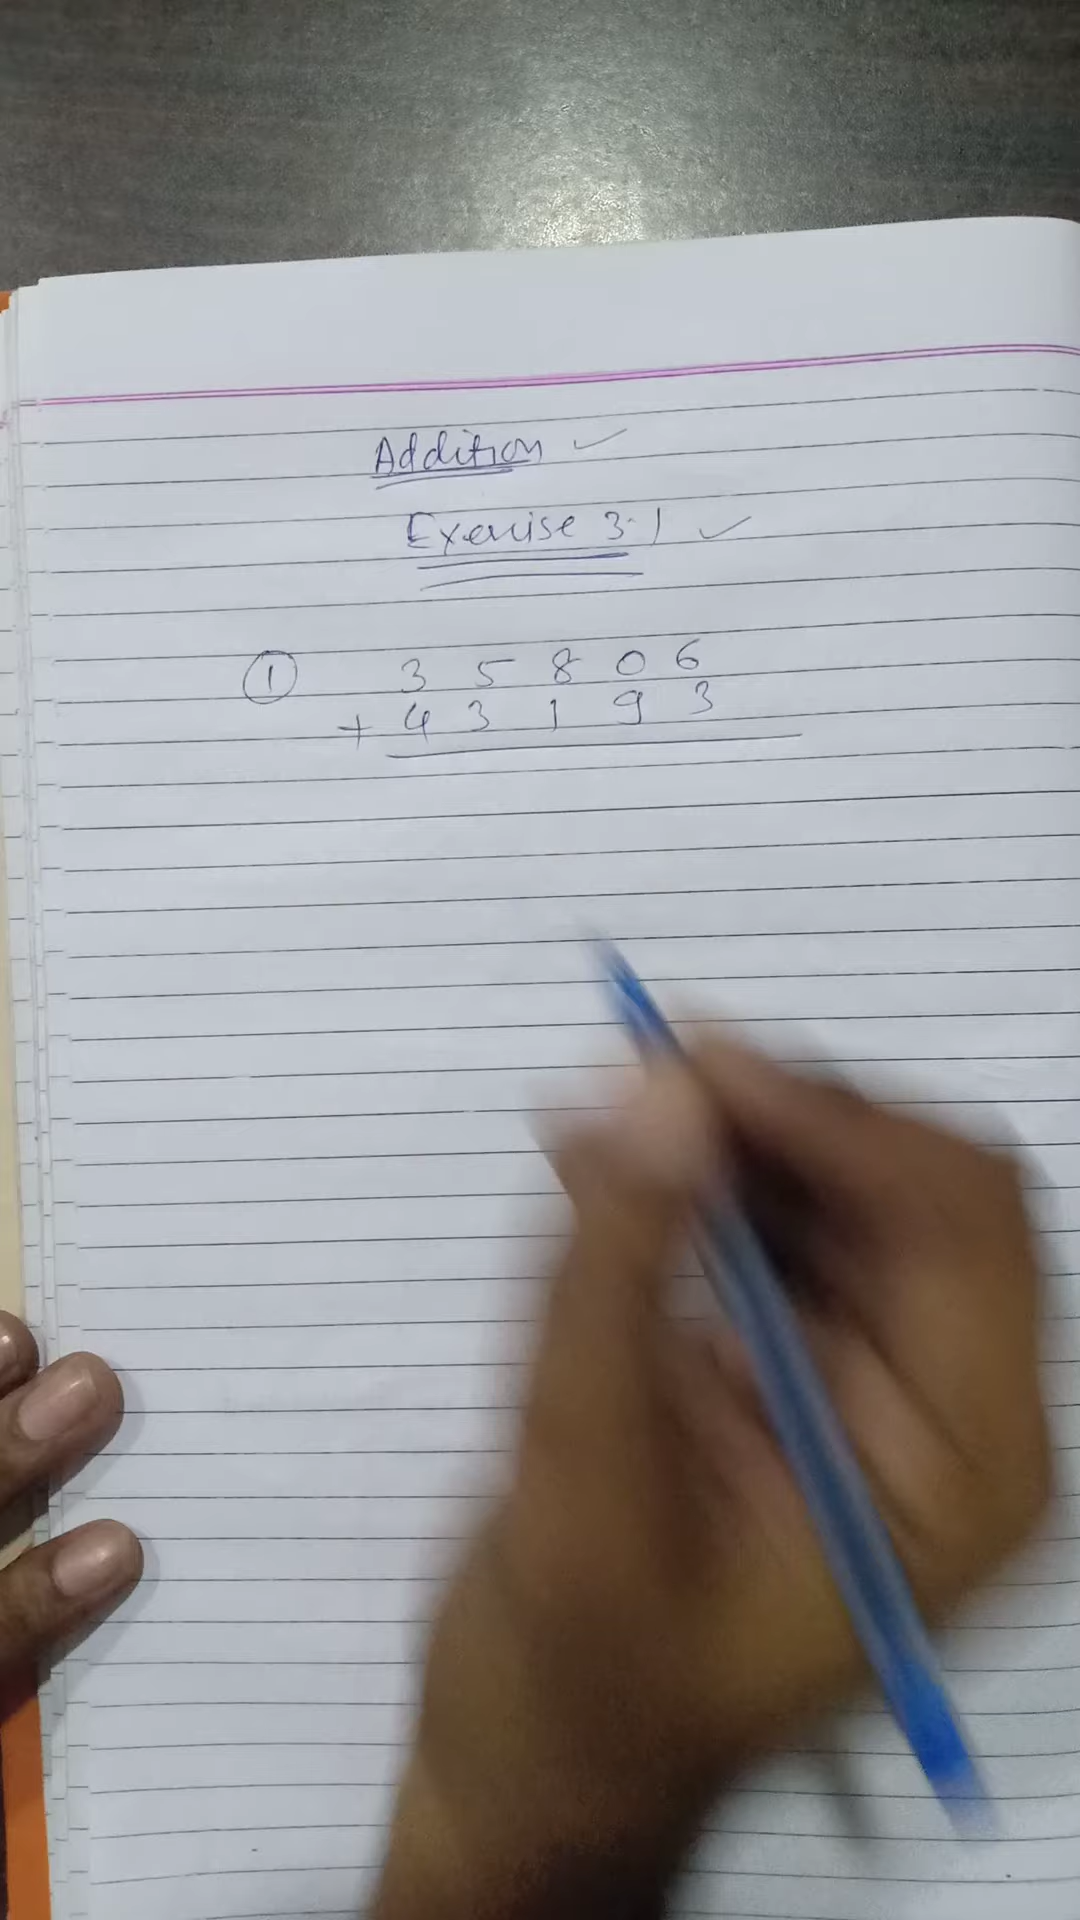 Addition ✓
Exercise 3.1 ✓
① 3 5 8 0 6
+ 4 3 1 9 3